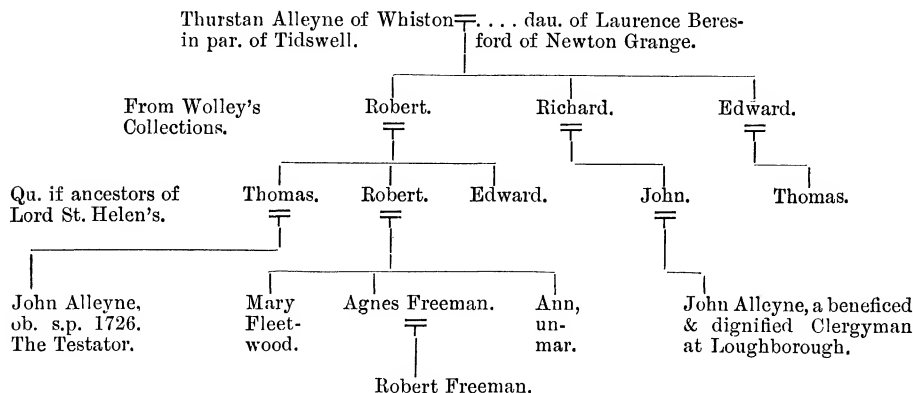 Thurstan Alleyne of Whiston . . . . dau. of Laurence Beres-
in par. of Tidswell. ford of Newton Grange.
From Wolley's
Collections.
Robert. Richard. Edward.
Qu. if ancestors of
Lord St. Helen's.
Thomas. Robert. Edward. John. Thomas.
John Alleyne,
ob. s.p. 1726.
The Testator.
Mary
Fleet-
wood.
Agnes Freeman.
Ann,
un-
mar.
John Alleyne, a beneficed
& dignified Clergyman
at Loughborough.
Robert Freeman.